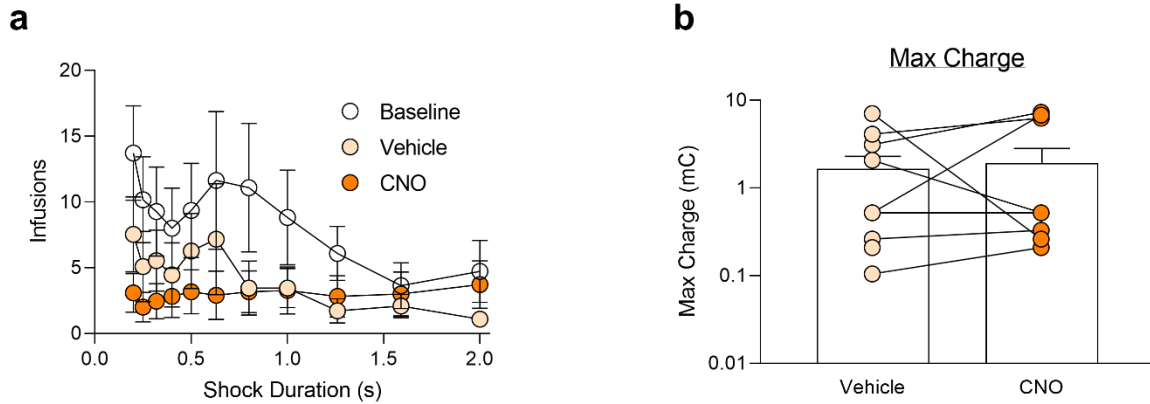 a
20
15
10
5
0
Infusions
0.0
0.5
1.0
1.5
2.0
Shock Duration (s)
Baseline
Vehicle
CNO
b
Max Charge
10
1
0.1
0.01
Max Charge (mC)
Vehicle
CNO